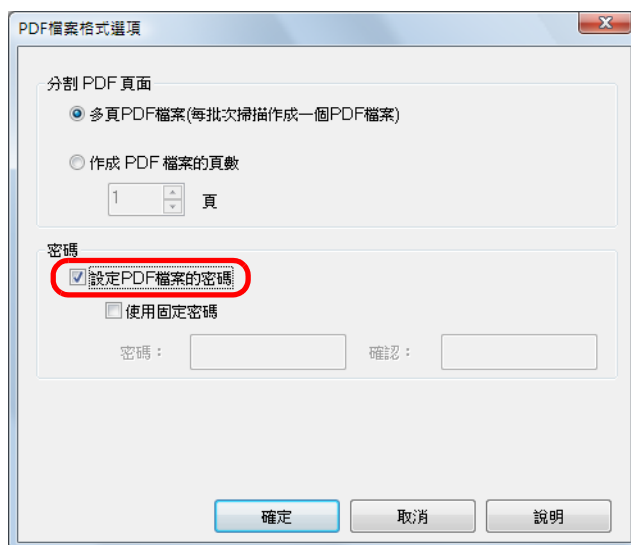 PDF檔案格式選項
分割 PDF 頁面
多頁PDF檔案(每批次掃描作成一個PDF檔案)
作成 PDF 檔案的頁數
1 頁
密碼
設定PDF檔案的密碼
使用固定密碼
密碼： 確認：
確定 取消 說明